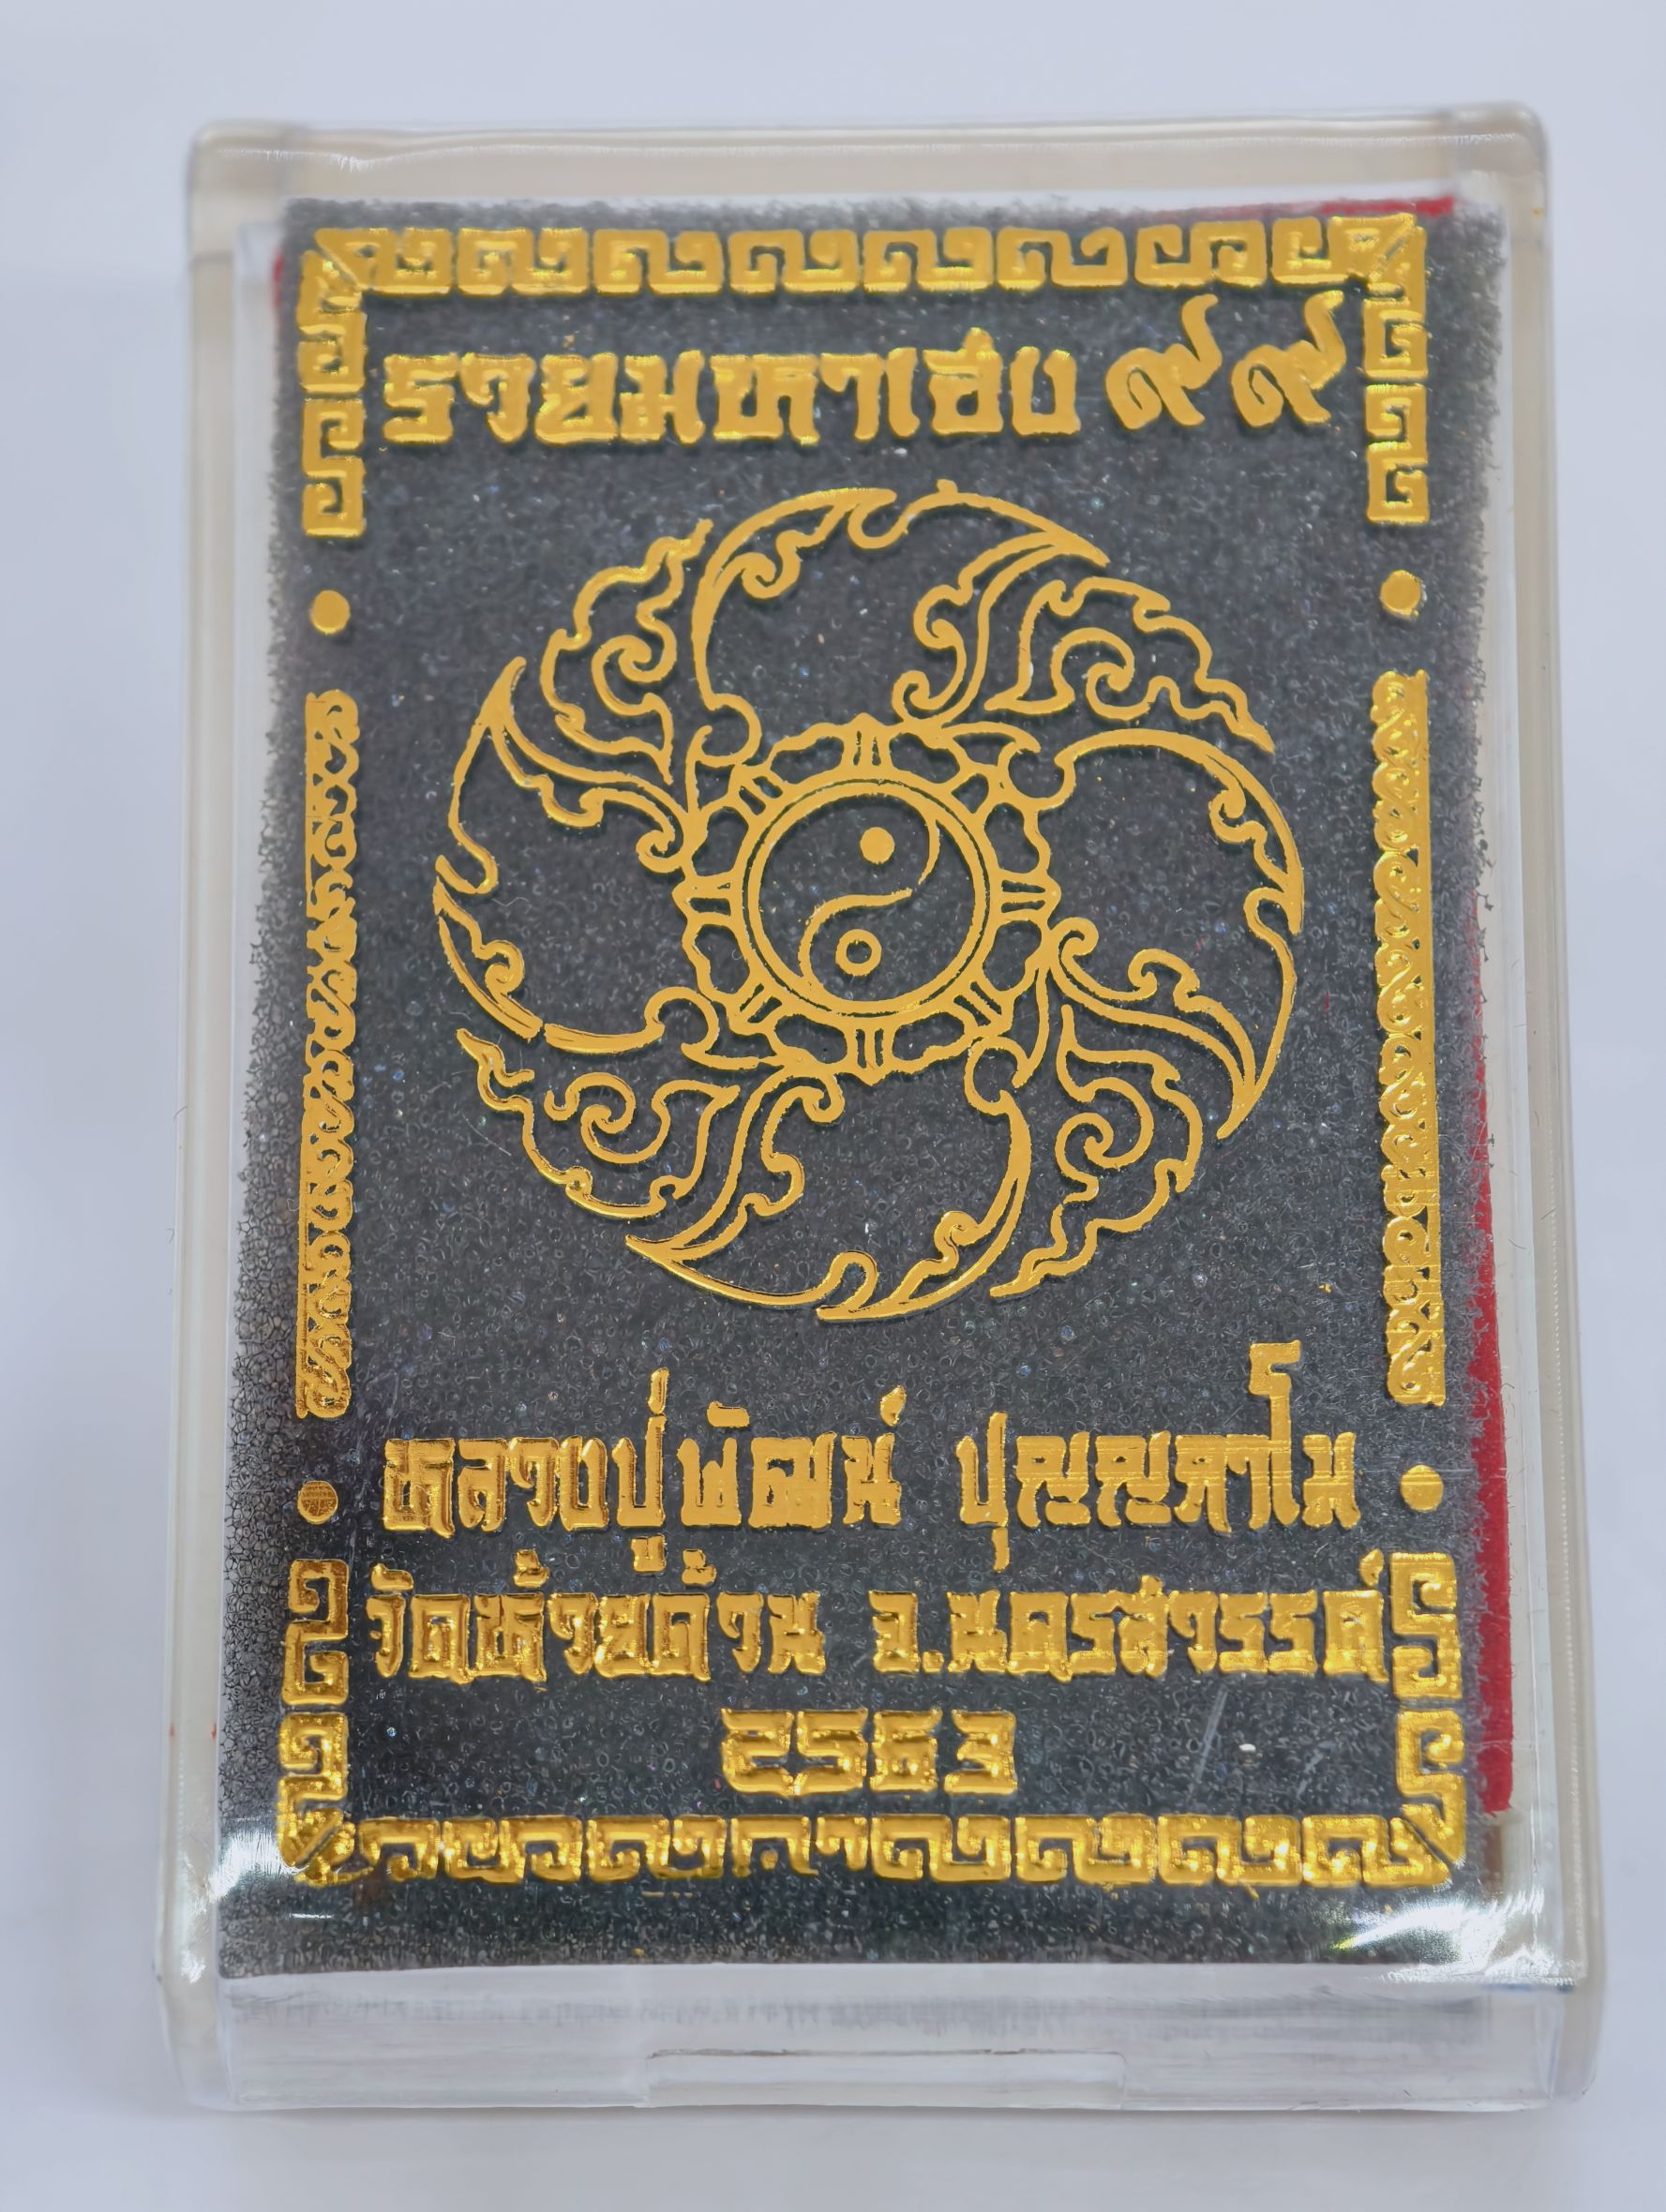 รวยมหาเฮง ๙๙
หลวงปู่พัฒน์ ปุญญกาโม
วัดห้วยด้วน จ.นครสวรรค์
๒๕๖๓